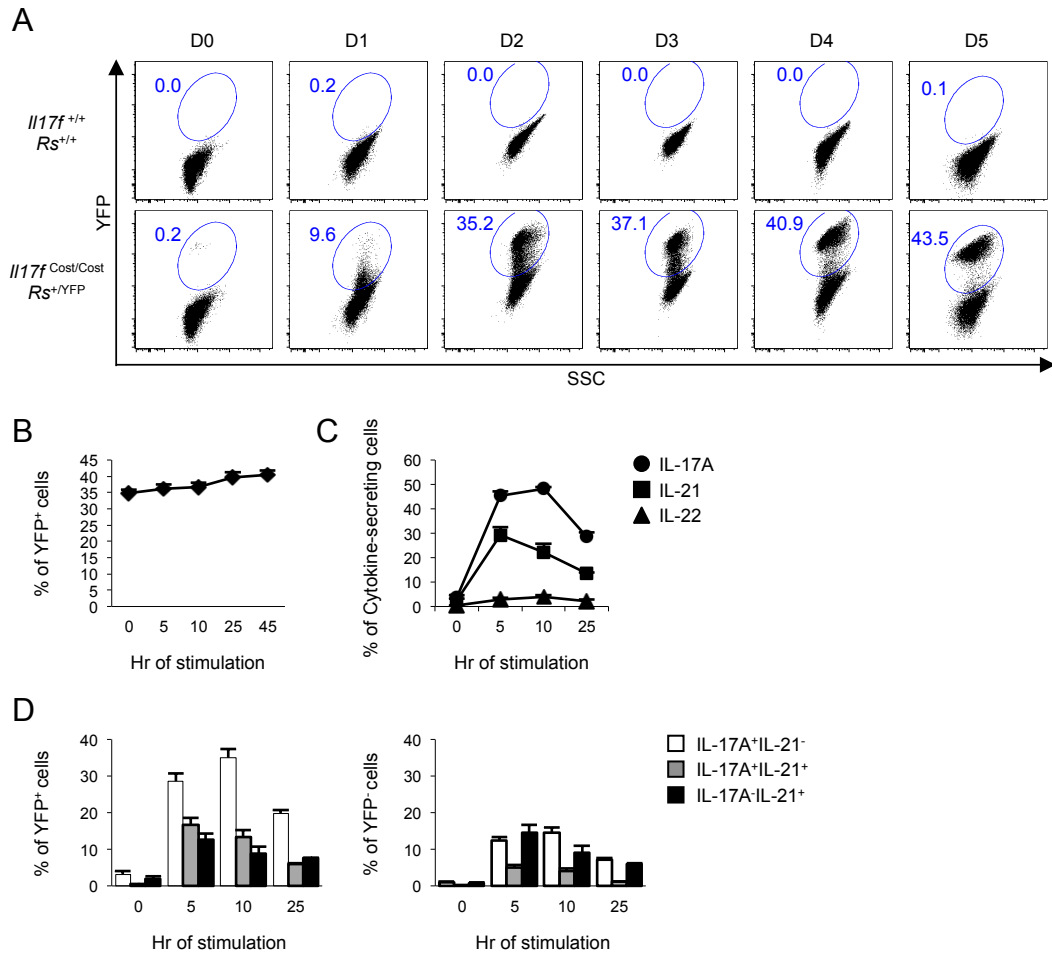 A
D0 D1 D2 D3 D4 D5
Il17f +/+
Rs+/+
0.0 0.2 0.0 0.0 0.0 0.1
YFP
Il17f Cost/Cost
Rs+/YFP
0.2 9.6 35.2 37.1 40.9 43.5
SSC
B
% of YFP+ cells
45
40
35
30
25
20
15
10
5
0
0 5 10 25 45
Hr of stimulation
C
% of Cytokine-secreting cells
60
50
40
30
20
10
0
0 5 10 25
Hr of stimulation
IL-17A
IL-21
IL-22
D
% of YFP+ cells
40
30
20
10
0
0 5 10 25
Hr of stimulation
% of YFP- cells
40
30
20
10
0
0 5 10 25
Hr of stimulation
IL-17A+IL-21-
IL-17A+IL-21+
IL-17A-IL-21+